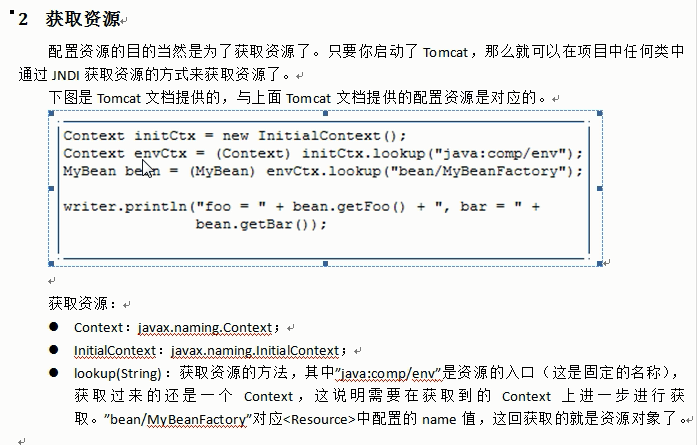 2 获取资源
配置资源的目的当然是为了获取资源了。只要你启动了 Tomcat，那么就可以在项目中任何类中
通过 JNDI 获取资源的方式来获取资源了。
下图是 Tomcat 文档提供的，与上面 Tomcat 文档提供的配置资源是对应的。
Context initCtx = new InitialContext();
Context envCtx = (Context) initCtx.lookup("java:comp/env");
MyBean bean = (MyBean) envCtx.lookup("bean/MyBeanFactory");
writer.println("foo = " + bean.getFoo() + ", bar = " +
bean.getBar());
获取资源：
● Context：javax.naming.Context；
● InitialContext：javax.naming.InitialContext；
● lookup(String)：获取资源的方法，其中”java:comp/env”是资源的入口（这是固定的名称），
获取过来的还是一个 Context，这说明需要在获取到的 Context 上进一步进行获
取。”bean/MyBeanFactory”对应<Resource>中配置的 name 值，这回获取的就是资源对象了。